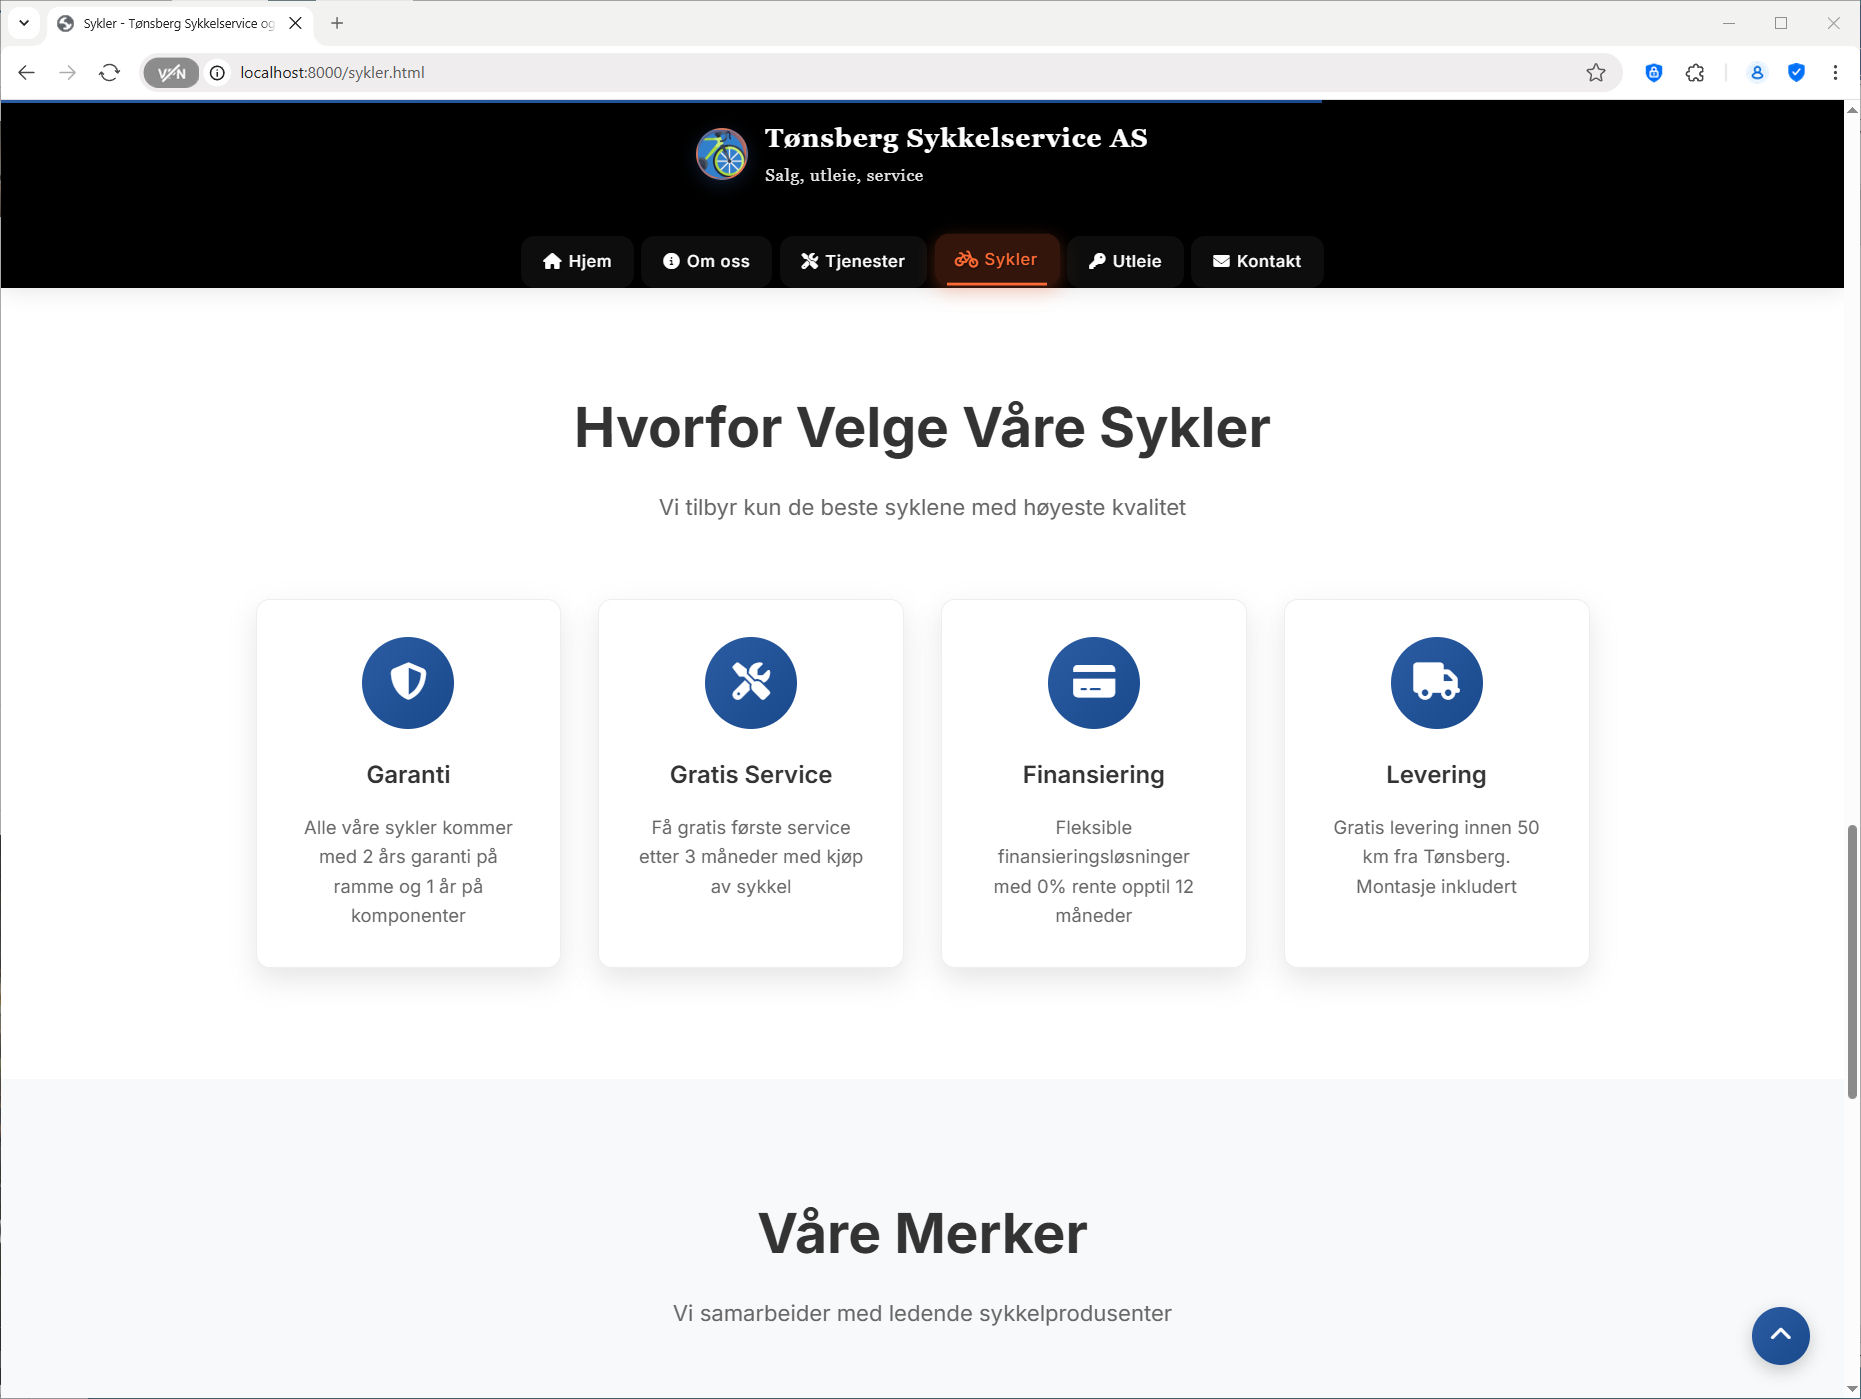 Sykler - Tønsberg Sykkelservice og
VPN
localhost:8000/sykler.html
Tønsberg Sykkelservice AS
Salg, utleie, service
Hjem
Om oss
Tjenester
Sykler
Utleie
Kontakt
Hvorfor Velge Våre Sykler
Vi tilbyr kun de beste syklene med høyeste kvalitet
Garanti
Alle våre sykler kommer
med 2 års garanti på
ramme og 1 år på
komponenter
Gratis Service
Få gratis første service
etter 3 måneder med kjøp
av sykkel
Finansiering
Fleksible
finansieringsløsninger
med 0% rente opptil 12
måneder
Levering
Gratis levering innen 50
km fra Tønsberg.
Montasje inkludert
Våre Merker
Vi samarbeider med ledende sykkelprodusenter